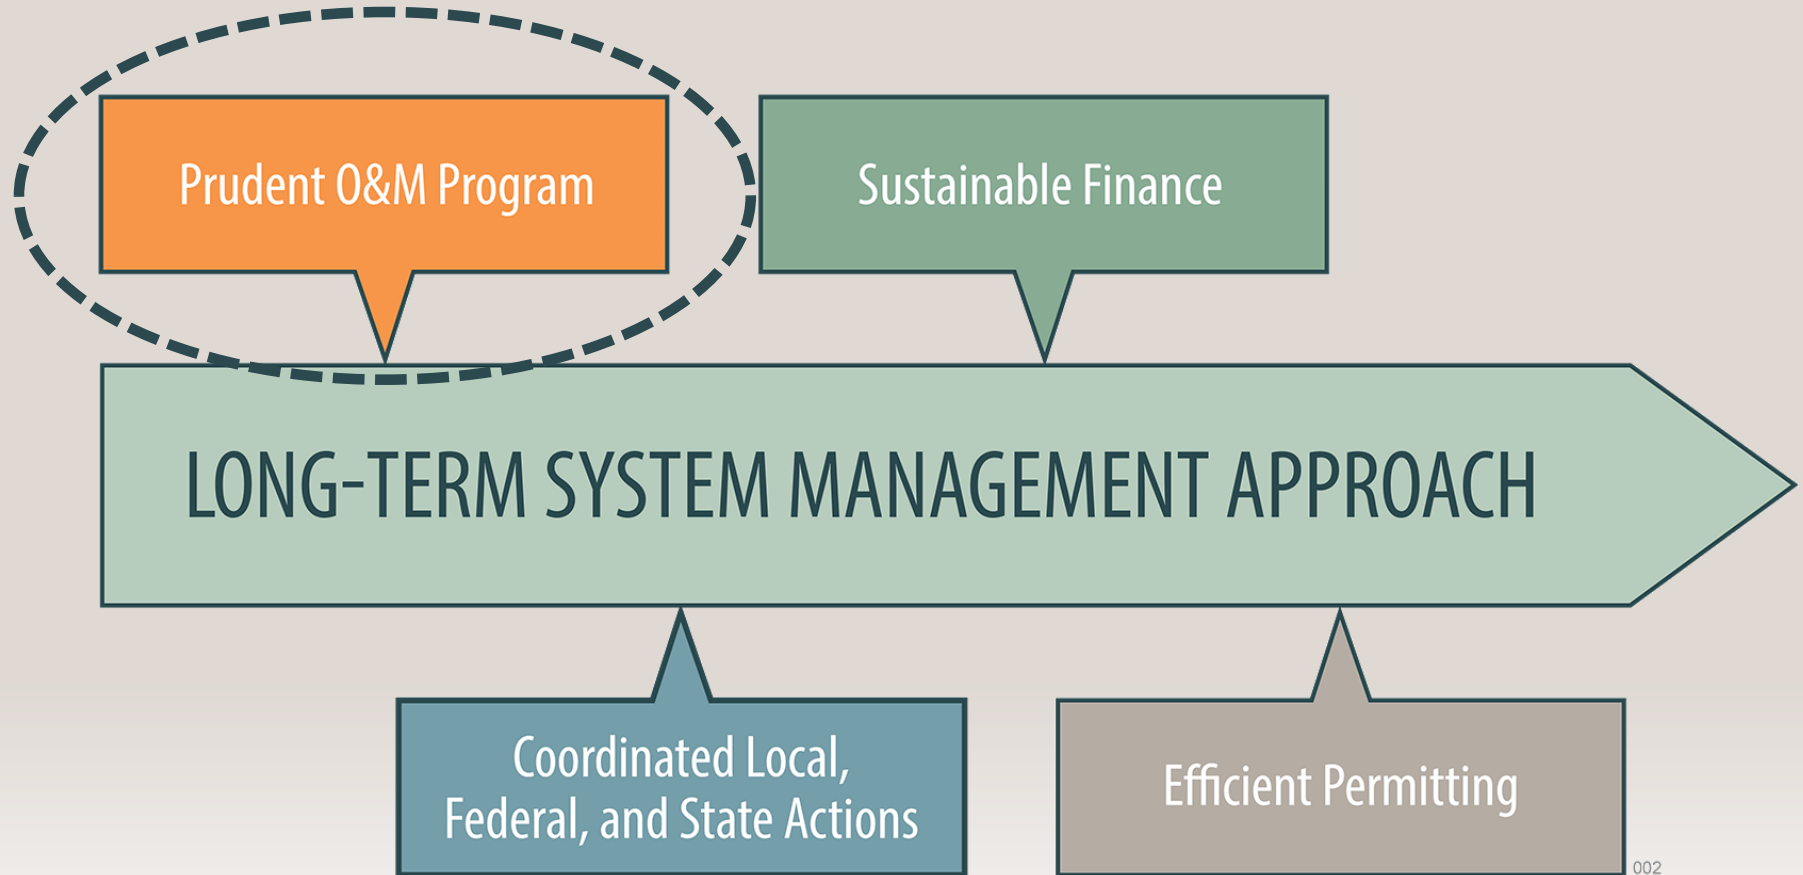 Prudent O&M Program
Sustainable Finance
LONG-TERM SYSTEM MANAGEMENT APPROACH
Coordinated Local,
Federal, and State Actions
Efficient Permitting
002